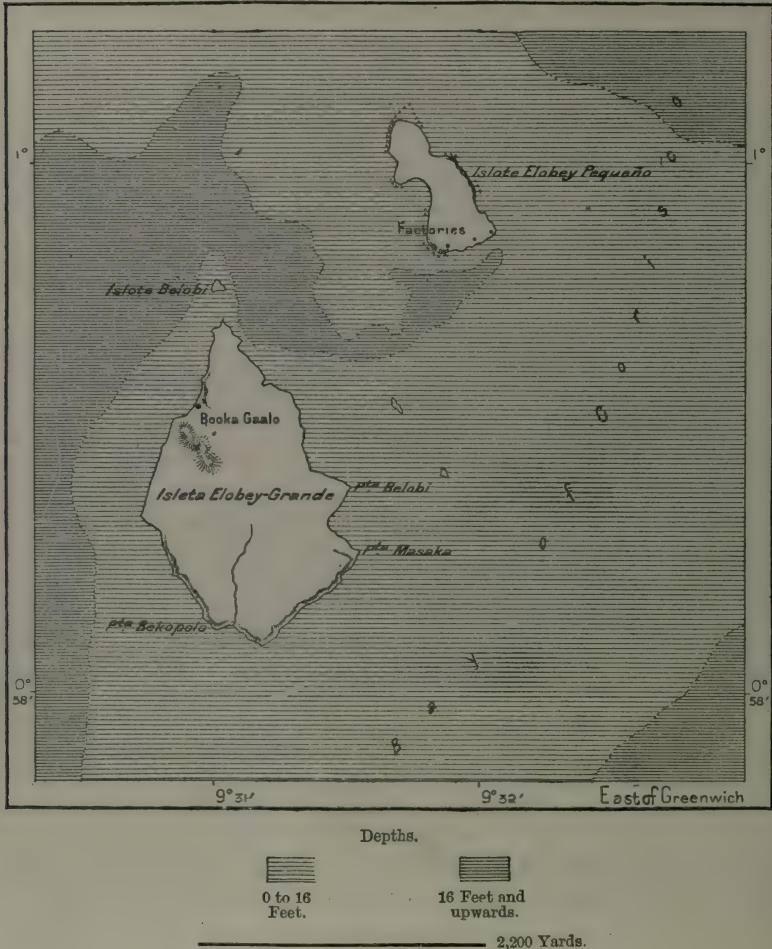 1° 1°
Islote Elobey Pequeño
Factories
Islote Belobi
Booka Gaalo
pta Belobi
Isleta Elobey-Grande
pta Masaka
pta Bekopolo
0° 0°
58' 58'
9°31' 9°32' East of Greenwich
Depths.
0 to 16 16 Feet and
Feet. upwards.
2,200 Yards.